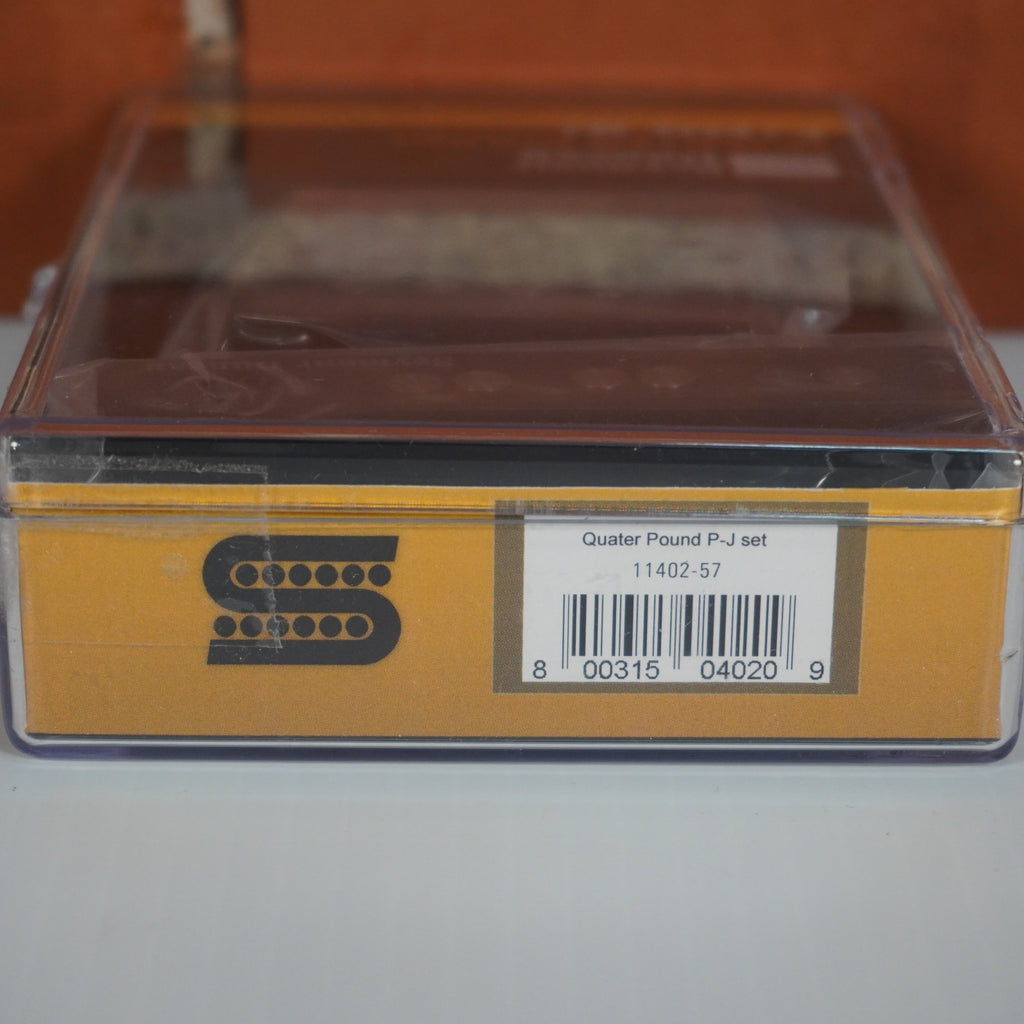 Quater Pound P-J set
11402-57
8 00315 04020 9